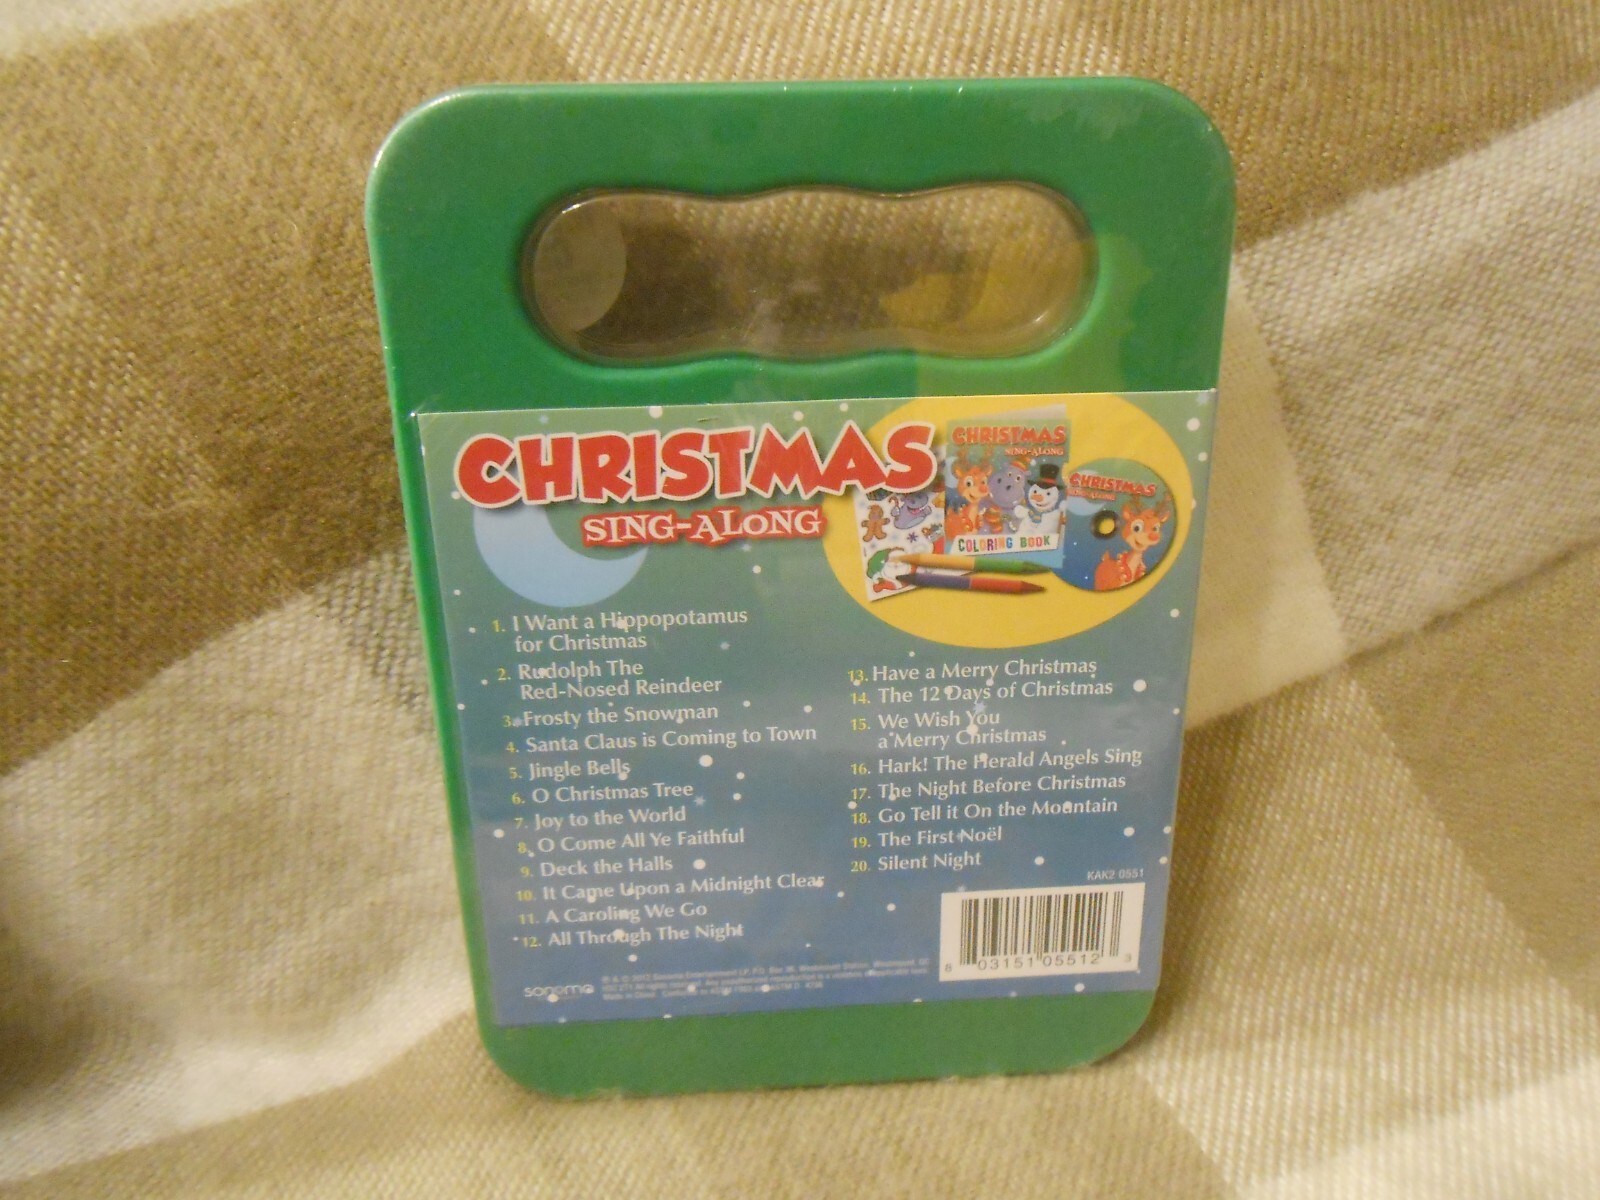 CHRISTMAS
SING-ALONG
CHRISTMAS
SING-ALONG
COLORING BOOK
CHRISTMAS
SING-ALONG
1. I Want a Hippopotamus
for Christmas
2. Rudolph The
Red-Nosed Reindeer
3. Frosty the Snowman
4. Santa Claus is Coming to Town
5. Jingle Bells
6. O Christmas Tree
7. Joy to the World
8. O Come All Ye Faithful
9. Deck the Halls
10. It Came Upon a Midnight Clear
11. A Caroling We Go
12. All Through The Night
13. Have a Merry Christmas
14. The 12 Days of Christmas
15. We Wish You
a Merry Christmas
16. Hark! The Herald Angels Sing
17. The Night Before Christmas
18. Go Tell it On the Mountain
19. The First Noël
20. Silent Night
KAK2 0551
8 03151 05512 3
sonoma
Made in China